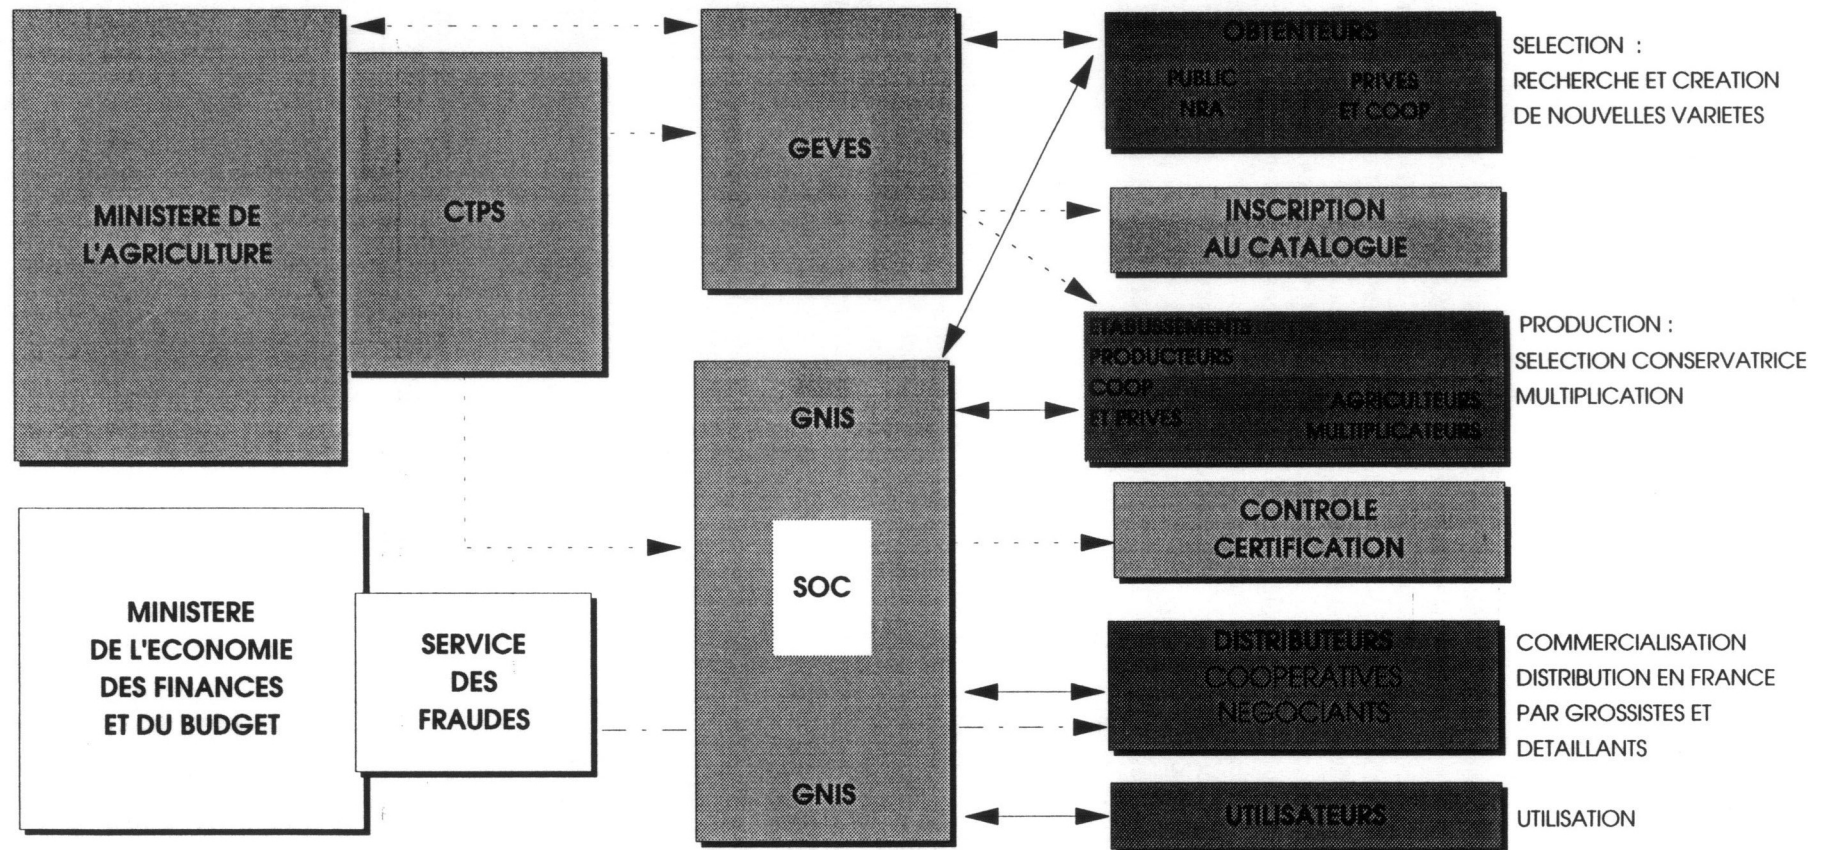 MINISTERE DE
L'AGRICULTURE
CTPS
GEVES
OBTENTEURS
PUBLIC
NRA
PRIVES
ET COOP
SELECTION :
RECHERCHE ET CREATION
DE NOUVELLES VARIETES
INSCRIPTION
AU CATALOGUE
ETABUSSEMENTS
PRODUCTEURS
COOP
ET PRIVES
AGRICULTEURS
MULTIPLICATEURS
PRODUCTION :
SELECTION CONSERVATRICE
MULTIPLICATION
GNIS
SOC
GNIS
CONTROLE
CERTIFICATION
MINISTERE
DE L'ECONOMIE
DES FINANCES
ET DU BUDGET
SERVICE
DES
FRAUDES
DISTRIBUTEURS
COOPERATIVES
NEGOCIANTS
COMMERCIALISATION
DISTRIBUTION EN FRANCE
PAR GROSSISTES ET
DETAILLANTS
UTILISATEURS
UTILISATION